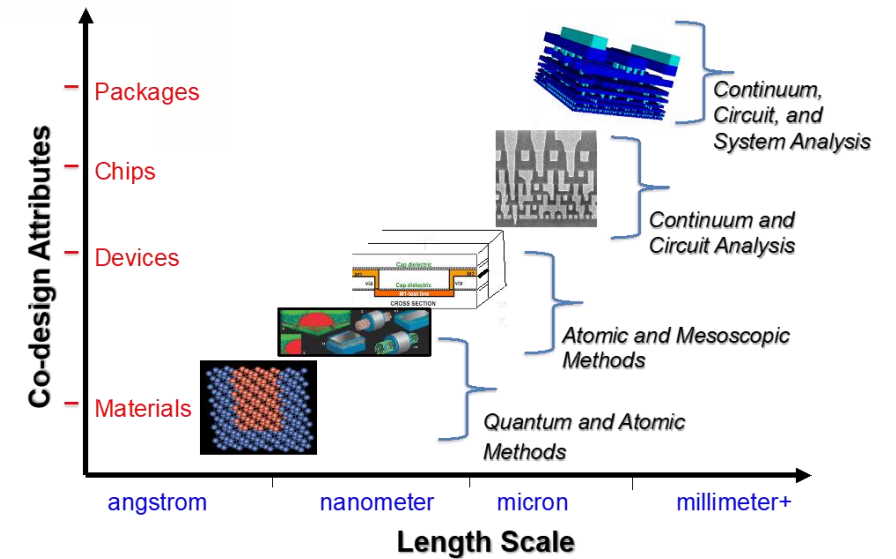 Packages
Chips
Devices
Materials
Co-design Attributes
Continuum,
Circuit, and
System Analysis
Continuum and
Circuit Analysis
Atomic and Mesoscopic
Methods
Quantum and Atomic
Methods
Cap dielectric
via
Cap dielectric
via
CROSS SECTION
angstrom
nanometer
micron
millimeter+
Length Scale